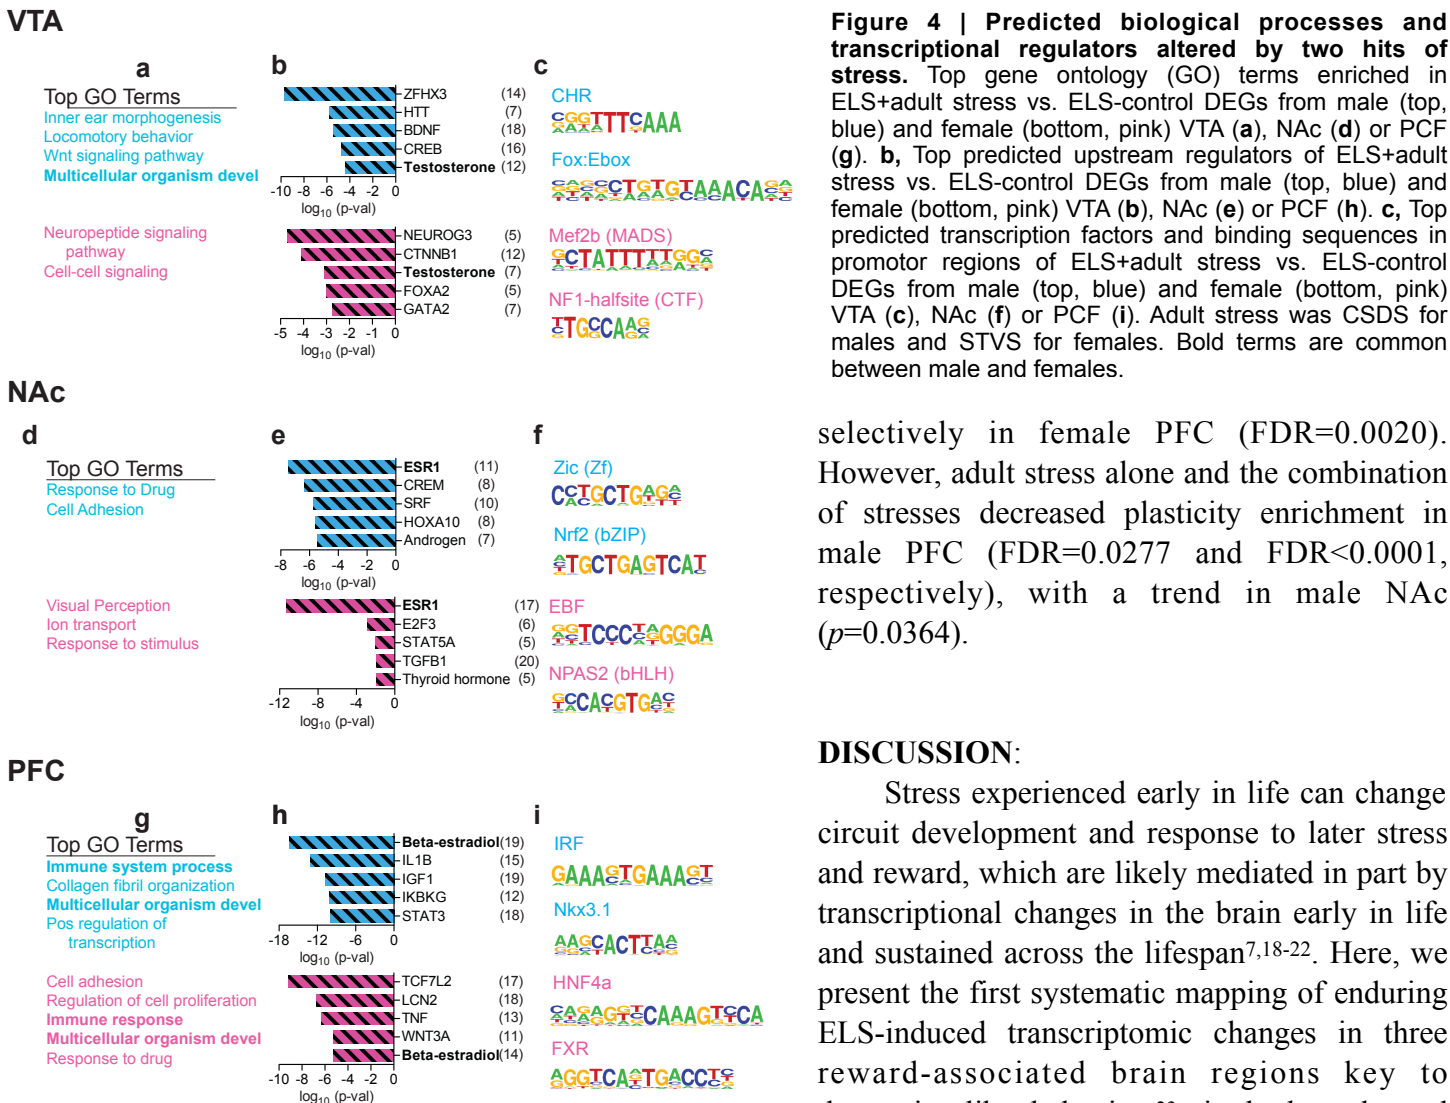 VTA
a
Top GO Terms
Inner ear morphogenesis
Locomotory behavior
Wnt signaling pathway
Multicellular organism devel
Neuropeptide signaling
pathway
Cell-cell signaling
b
ZFHX3 (14)
HTT (7)
BDNF (18)
CREB (16)
Testosterone (12)
-10 -8 -6 -4 -2 0
log10 (p-val)
NEUROG3 (5)
CTNNB1 (12)
Testosterone (7)
FOXA2 (5)
GATA2 (7)
-5 -4 -3 -2 -1 0
log10 (p-val)
c
CHR
Fox:Ebox
Mef2b (MADS)
NF1-halfsite (CTF)
NAc
d
Top GO Terms
Response to Drug
Cell Adhesion
Visual Perception
Ion transport
Response to stimulus
e
ESR1 (11)
CREM (8)
SRF (10)
HOXA10 (8)
Androgen (7)
-8 -6 -4 -2 0
log10 (p-val)
ESR1 (17)
E2F3 (6)
STAT5A (5)
TGFB1 (20)
Thyroid hormone (5)
-12 -8 -4 0
log10 (p-val)
f
Zic (Zf)
Nrf2 (bZIP)
EBF
NPAS2 (bHLH)
PFC
g
Top GO Terms
Immune system process
Collagen fibril organization
Multicellular organism devel
Pos regulation of
transcription
Cell adhesion
Regulation of cell proliferation
Immune response
Multicellular organism devel
Response to drug
h
Beta-estradiol(19)
IL1B (15)
IGF1 (19)
IKBKG (12)
STAT3 (18)
-18 -12 -6 0
log10 (p-val)
TCF7L2 (17)
LCN2 (18)
TNF (13)
WNT3A (11)
Beta-estradiol(14)
-10 -8 -6 -4 -2 0
log10 (p-val)
i
IRF
Nkx3.1
HNF4a
FXR
Figure 4 | Predicted biological processes and
transcriptional regulators altered by two hits of
stress. Top gene ontology (GO) terms enriched in
ELS+adult stress vs. ELS-control DEGs from male (top,
blue) and female (bottom, pink) VTA (a), NAc (d) or PCF
(g). b, Top predicted upstream regulators of ELS+adult
stress vs. ELS-control DEGs from male (top, blue) and
female (bottom, pink) VTA (b), NAc (e) or PCF (h). c, Top
predicted transcription factors and binding sequences in
promotor regions of ELS+adult stress vs. ELS-control
DEGs from male (top, blue) and female (bottom, pink)
VTA (c), NAc (f) or PCF (i). Adult stress was CSDS for
males and STVS for females. Bold terms are common
between male and females.
selectively in female PFC (FDR=0.0020).
However, adult stress alone and the combination
of stresses decreased plasticity enrichment in
male PFC (FDR=0.0277 and FDR<0.0001,
respectively), with a trend in male NAc
(p=0.0364).
DISCUSSION:
Stress experienced early in life can change
circuit development and response to later stress
and reward, which are likely mediated in part by
transcriptional changes in the brain early in life
and sustained across the lifespan7,18-22. Here, we
present the first systematic mapping of enduring
ELS-induced transcriptomic changes in three
reward-associated brain regions key to